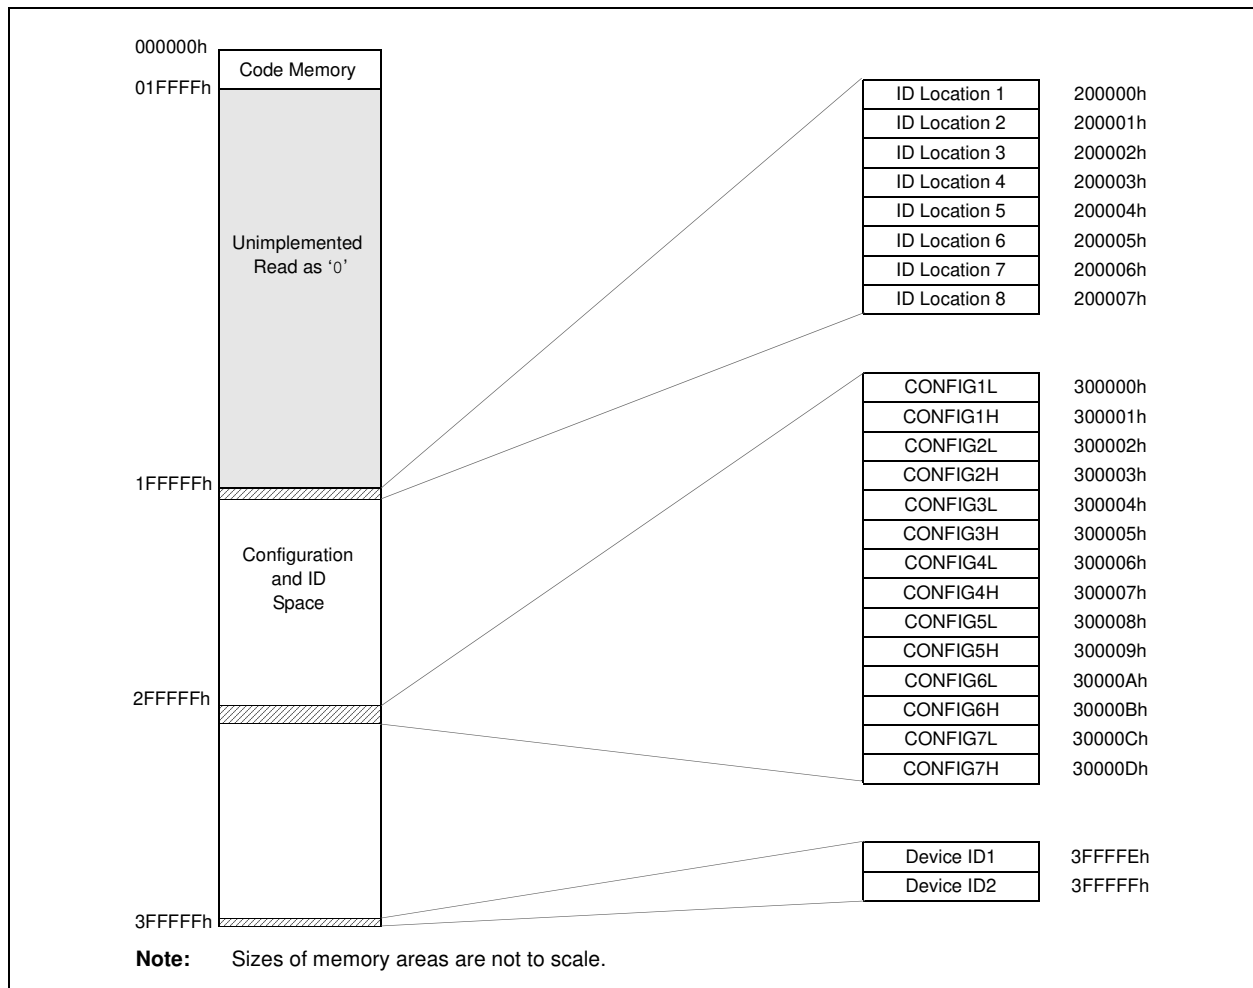 000000h
Code Memory
01FFFFh
Unimplemented
Read as ‘0’
1FFFFFh
Configuration
and ID
Space
2FFFFFh
3FFFFFh
ID Location 1 200000h
ID Location 2 200001h
ID Location 3 200002h
ID Location 4 200003h
ID Location 5 200004h
ID Location 6 200005h
ID Location 7 200006h
ID Location 8 200007h
CONFIG1L 300000h
CONFIG1H 300001h
CONFIG2L 300002h
CONFIG2H 300003h
CONFIG3L 300004h
CONFIG3H 300005h
CONFIG4L 300006h
CONFIG4H 300007h
CONFIG5L 300008h
CONFIG5H 300009h
CONFIG6L 30000Ah
CONFIG6H 30000Bh
CONFIG7L 30000Ch
CONFIG7H 30000Dh
Device ID1 3FFFFEh
Device ID2 3FFFFFh
Note: Sizes of memory areas are not to scale.